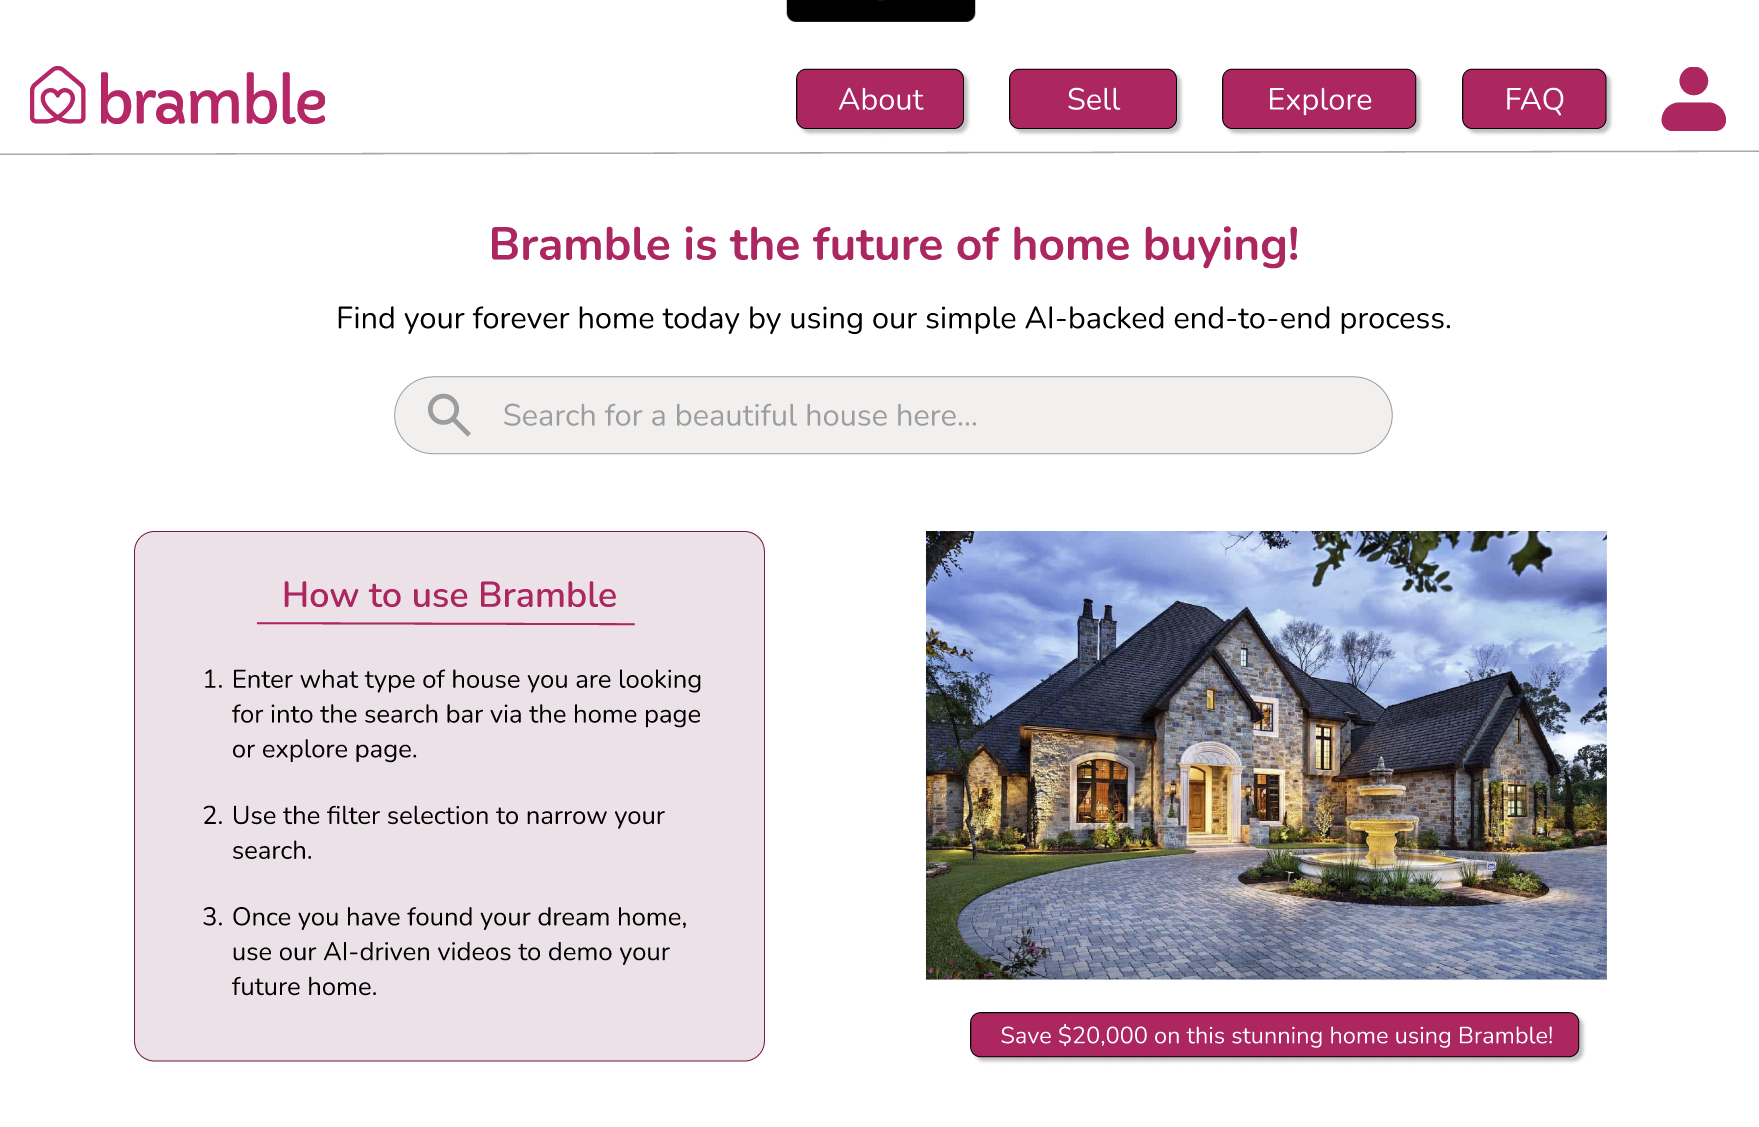 bramble
About
Sell
Explore
FAQ
Bramble is the future of home buying!
Find your forever home today by using our simple AI-backed end-to-end process.
Search for a beautiful house here...
How to use Bramble
1. Enter what type of house you are looking
for into the search bar via the home page
or explore page.
2. Use the filter selection to narrow your
search.
3. Once you have found your dream home,
use our AI-driven videos to demo your
future home.
Save $20,000 on this stunning home using Bramble!